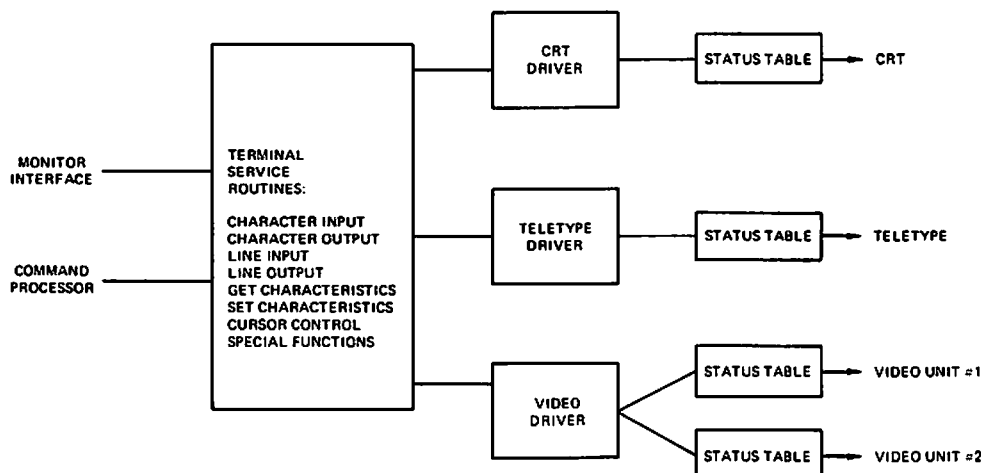 MONITOR
INTERFACE
COMMAND
PROCESSOR
TERMINAL
SERVICE
ROUTINES:
CHARACTER INPUT
CHARACTER OUTPUT
LINE INPUT
LINE OUTPUT
GET CHARACTERISTICS
SET CHARACTERISTICS
CURSOR CONTROL
SPECIAL FUNCTIONS
CRT
DRIVER
STATUS TABLE
CRT
TELETYPE
DRIVER
STATUS TABLE
TELETYPE
VIDEO
DRIVER
STATUS TABLE
VIDEO UNIT #1
STATUS TABLE
VIDEO UNIT #2